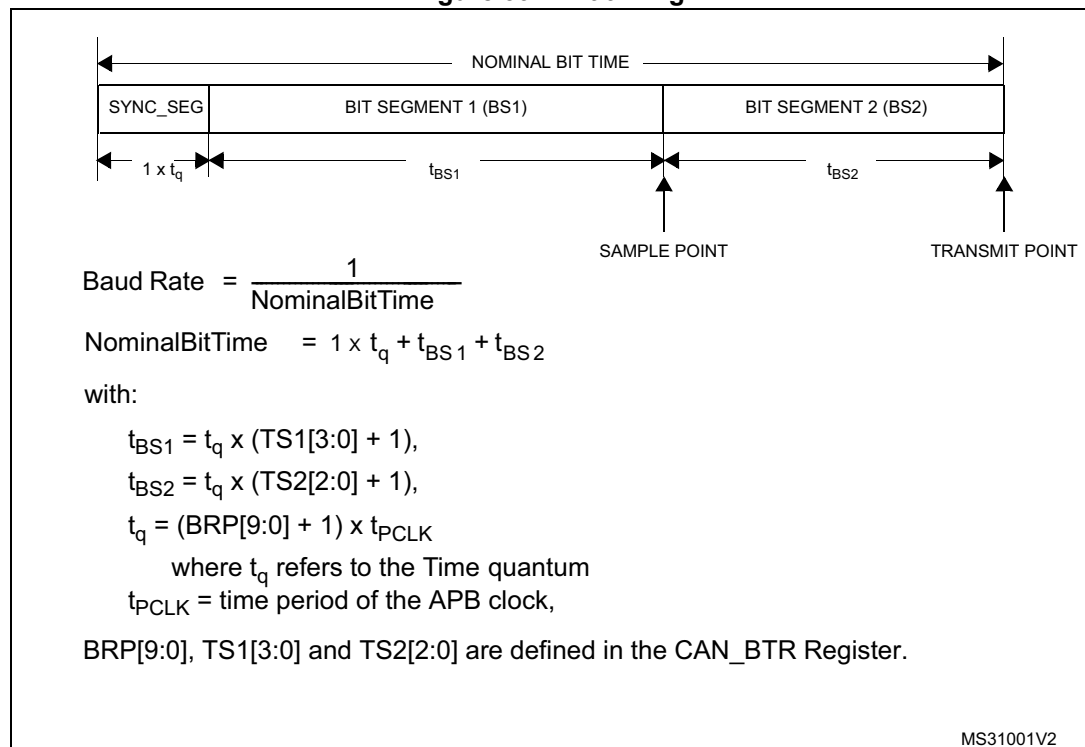 NOMINAL BIT TIME
SYNC_SEG BIT SEGMENT 1 (BS1) BIT SEGMENT 2 (BS2)
1 x tq tBS1 tBS2
SAMPLE POINT TRANSMIT POINT
Baud Rate = 1
NominalBitTime
NominalBitTime = 1 x tq + tBS1 + tBS2
with:
tBS1 = tq x (TS1[3:0] + 1),
tBS2 = tq x (TS2[2:0] + 1),
tq = (BRP[9:0] + 1) x tPCLK
where tq refers to the Time quantum
tPCLK = time period of the APB clock,
BRP[9:0], TS1[3:0] and TS2[2:0] are defined in the CAN_BTR Register.
MS31001V2